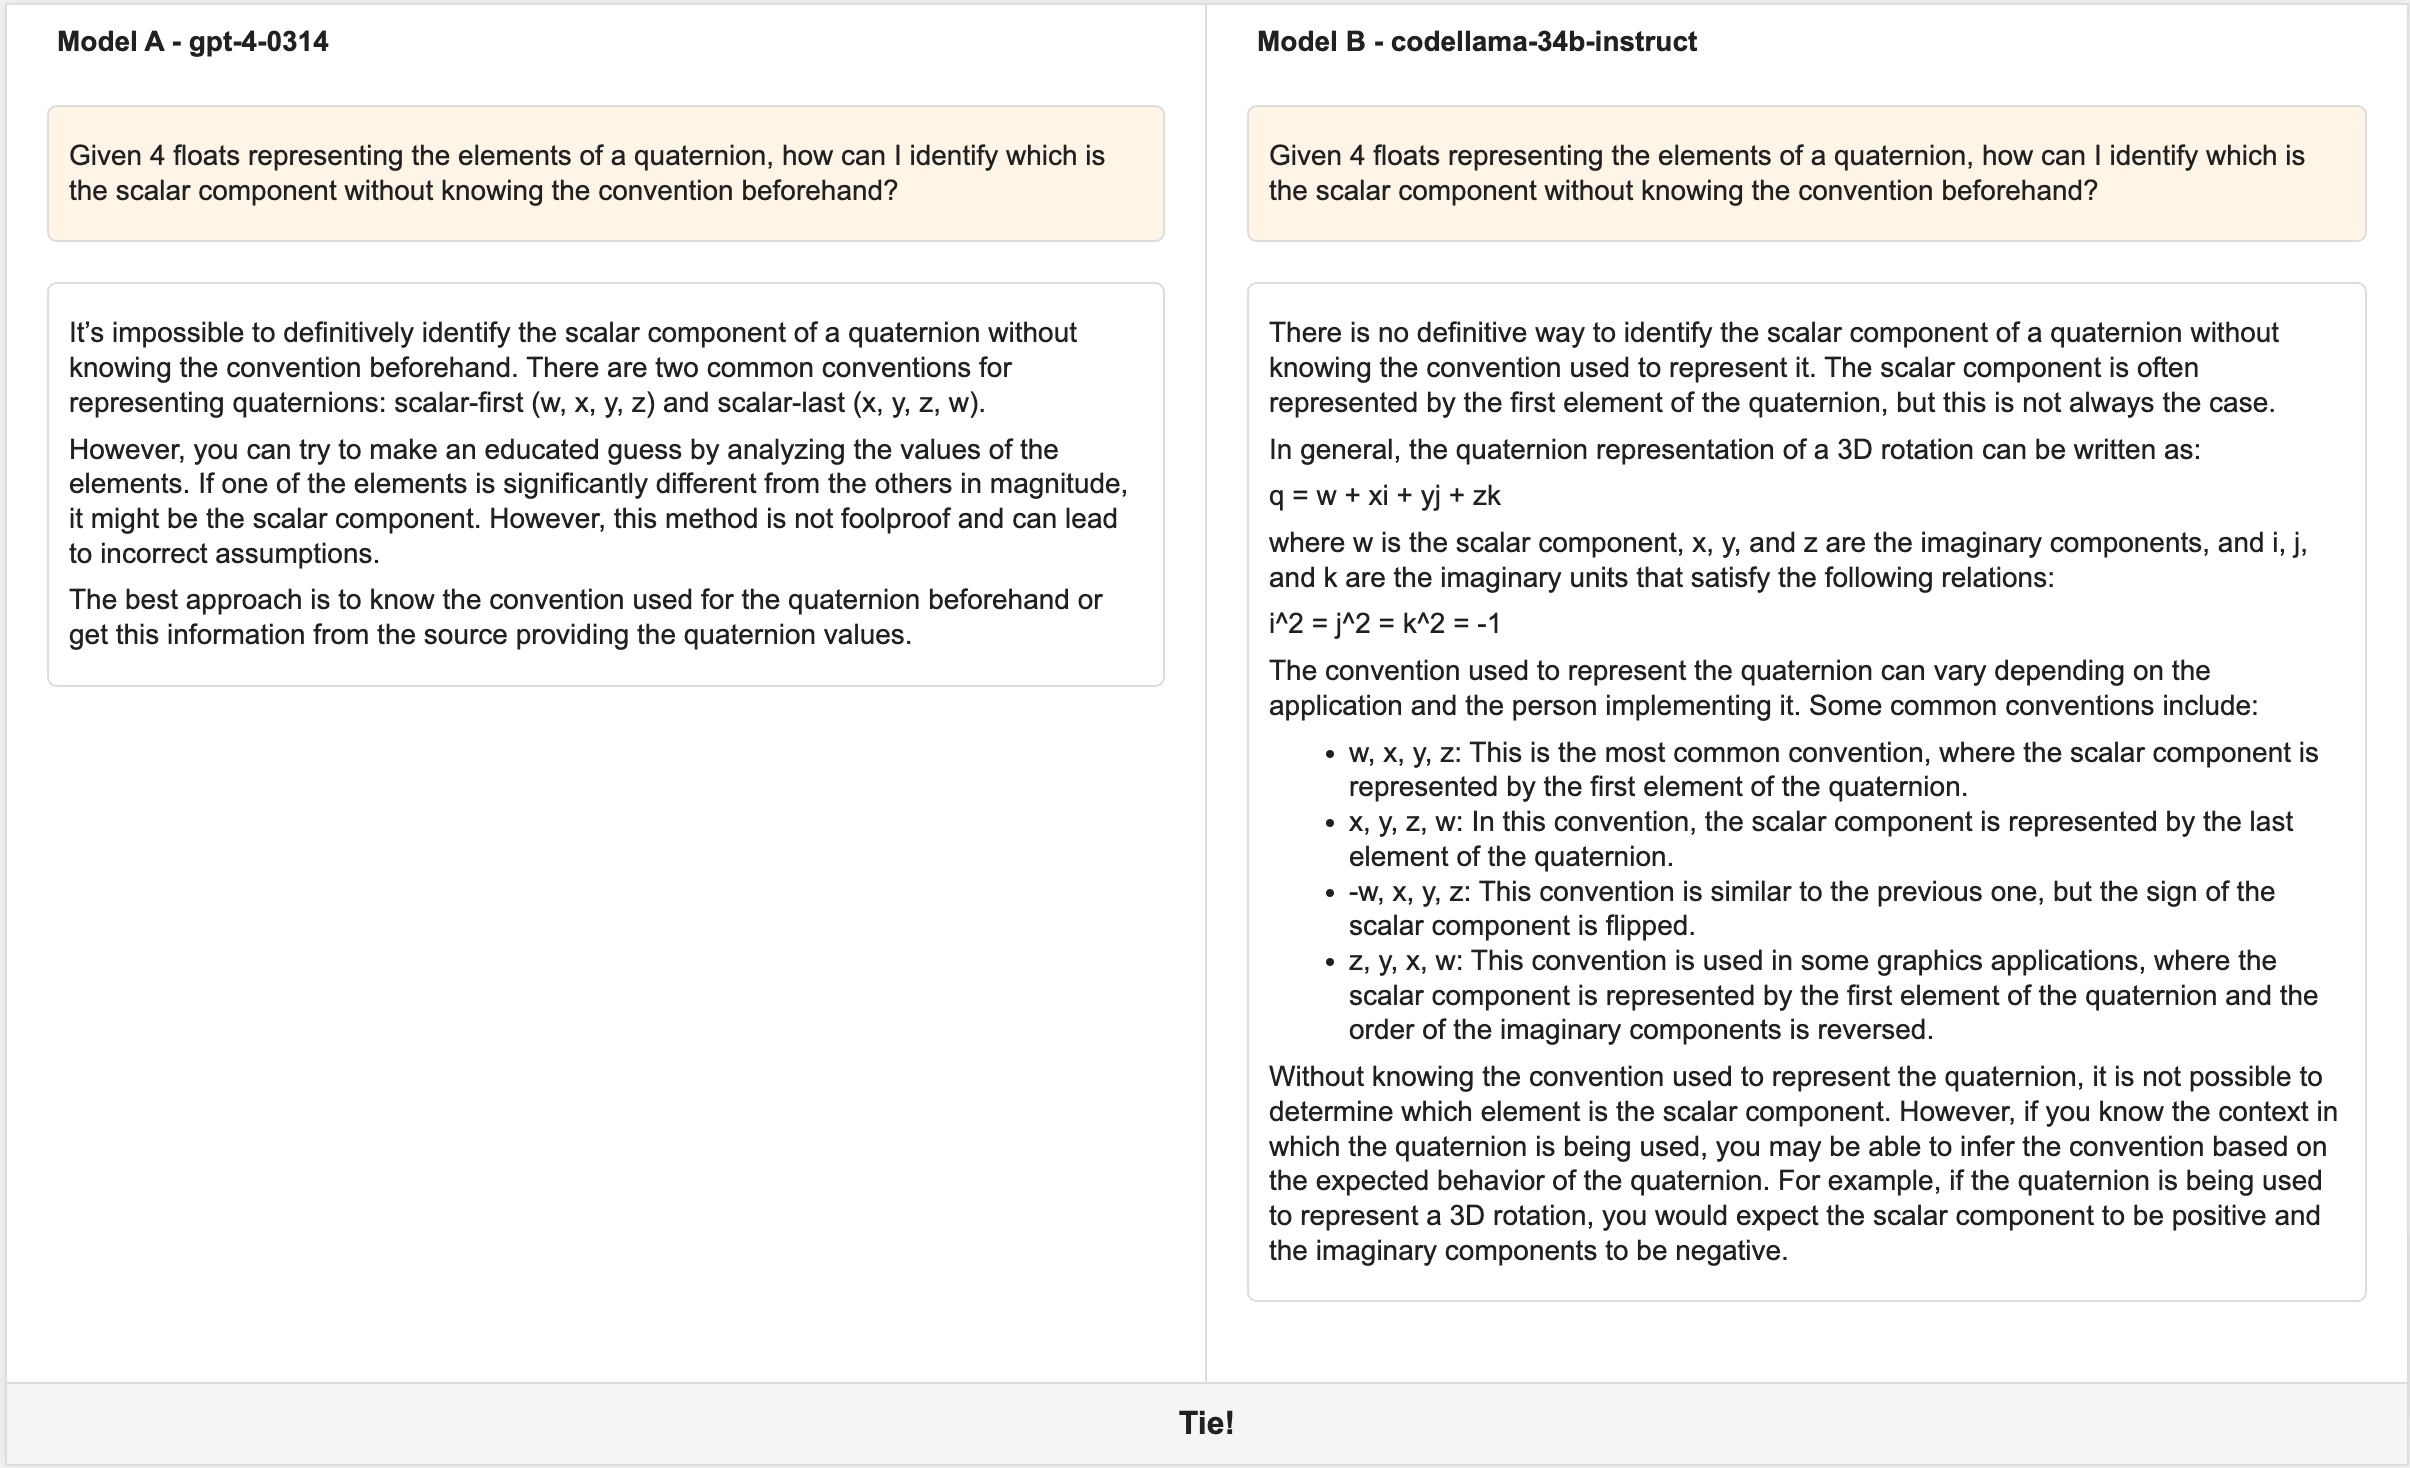 Model A - gpt-4-0314
Given 4 floats representing the elements of a quaternion, how can I identify which is
the scalar component without knowing the convention beforehand?
It’s impossible to definitively identify the scalar component of a quaternion without
knowing the convention beforehand. There are two common conventions for
representing quaternions: scalar-first (w, x, y, z) and scalar-last (x, y, z, w).
However, you can try to make an educated guess by analyzing the values of the
elements. If one of the elements is significantly different from the others in magnitude,
it might be the scalar component. However, this method is not foolproof and can lead
to incorrect assumptions.
The best approach is to know the convention used for the quaternion beforehand or
get this information from the source providing the quaternion values.
Model B - codellama-34b-instruct
Given 4 floats representing the elements of a quaternion, how can I identify which is
the scalar component without knowing the convention beforehand?
There is no definitive way to identify the scalar component of a quaternion without
knowing the convention used to represent it. The scalar component is often
represented by the first element of the quaternion, but this is not always the case.
In general, the quaternion representation of a 3D rotation can be written as:
q = w + xi + yj + zk
where w is the scalar component, x, y, and z are the imaginary components, and i, j,
and k are the imaginary units that satisfy the following relations:
i^2 = j^2 = k^2 = -1
The convention used to represent the quaternion can vary depending on the
application and the person implementing it. Some common conventions include:
• w, x, y, z: This is the most common convention, where the scalar component is
represented by the first element of the quaternion.
• x, y, z, w: In this convention, the scalar component is represented by the last
element of the quaternion.
• -w, x, y, z: This convention is similar to the previous one, but the sign of the
scalar component is flipped.
• z, y, x, w: This convention is used in some graphics applications, where the
scalar component is represented by the first element of the quaternion and the
order of the imaginary components is reversed.
Without knowing the convention used to represent the quaternion, it is not possible to
determine which element is the scalar component. However, if you know the context in
which the quaternion is being used, you may be able to infer the convention based on
the expected behavior of the quaternion. For example, if the quaternion is being used
to represent a 3D rotation, you would expect the scalar component to be positive and
the imaginary components to be negative.
Tie!